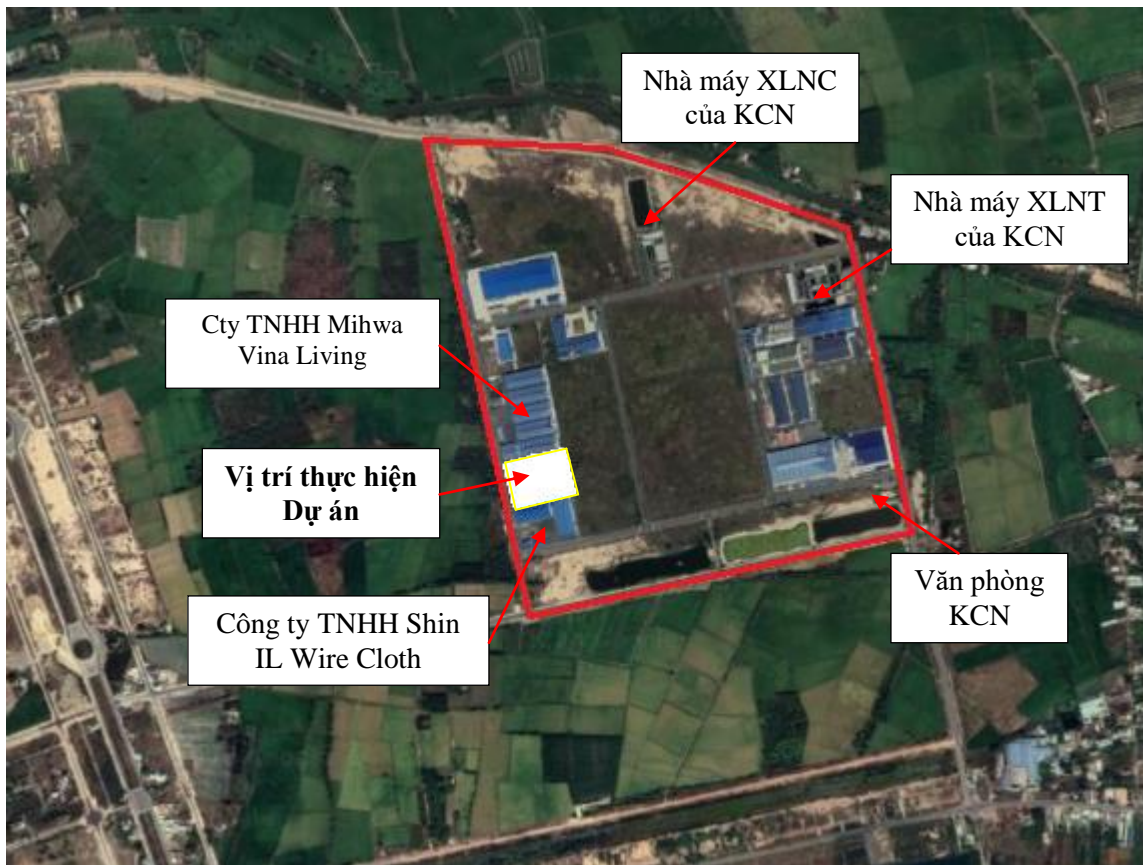 Nhà máy XLNC
của KCN
Nhà máy XLNT
của KCN
Cty TNHH Mihwa
Vina Living
Vị trí thực hiện
Dự án
Công ty TNHH Shin
IL Wire Cloth
Văn phòng
KCN